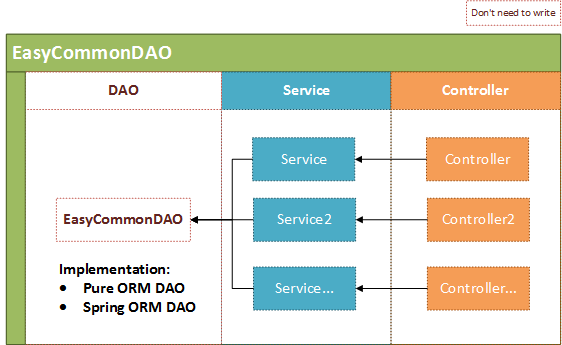 Don't need to write
EasyCommonDAO
DAO
Service
Controller
Service
Controller
EasyCommonDAO
Service2
Controller2
Implementation:
• Pure ORM DAO
• Spring ORM DAO
Service...
Controller...